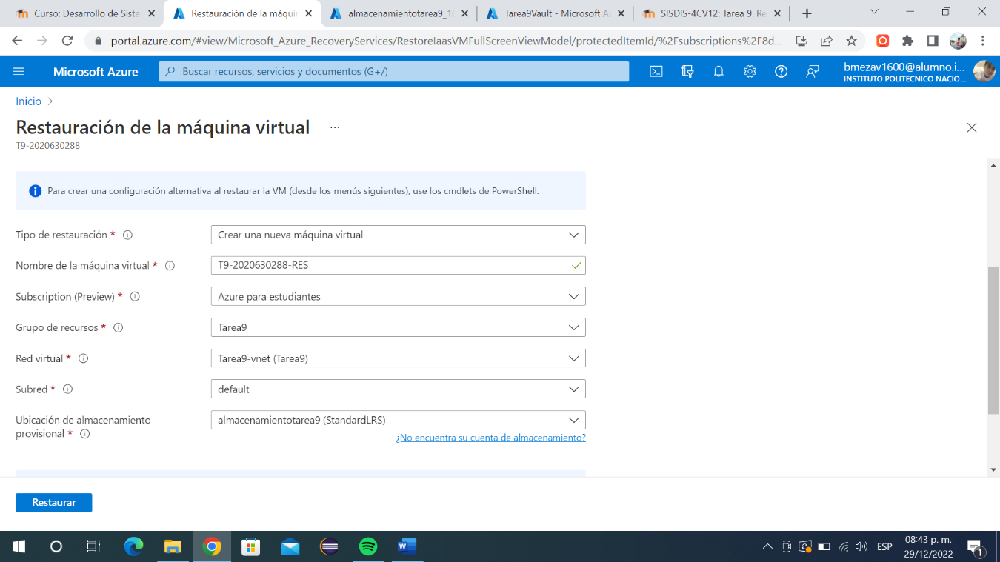 Curso: Desarrollo de Siste
Restauración de la máquin
almacenamientotarea9_1
Tarea9Vault - Microsoft A
SISDIS-4CV12: Tarea 9. Re
portal.azure.com/#view/Microsoft_Azure_RecoveryServices/RestoreIaasVMFullScreenViewModel/protectedItemId/%2Fsubscriptions%2F8d...
Microsoft Azure
Buscar recursos, servicios y documentos (G+/)
bmezav1600@alumno.i...
INSTITUTO POLITECNICO NACIO...
Inicio >
Restauración de la máquina virtual ...
T9-2020630288
Para crear una configuración alternativa al restaurar la VM (desde los menús siguientes), use los cmdlets de PowerShell.
Tipo de restauración * Crear una nueva máquina virtual
Nombre de la máquina virtual * T9-2020630288-RES
Subscription (Preview) * Azure para estudiantes
Grupo de recursos * Tarea9
Red virtual * Tarea9-vnet (Tarea9)
Subred * default
Ubicación de almacenamiento
provisional * almacenamientotarea9 (StandardLRS)
¿No encuentra su cuenta de almacenamiento?
Restaurar
ESP
08:43 p. m.
29/12/2022
1